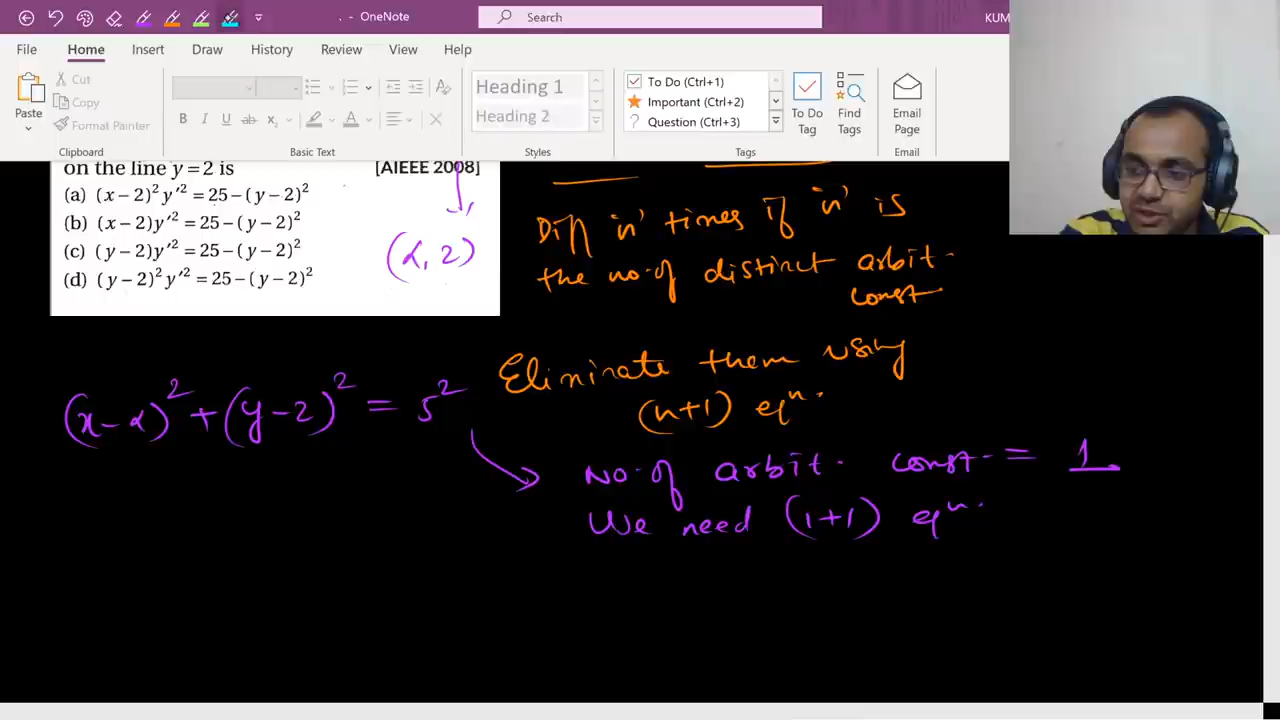 . - OneNote
Search
KUM
File Home Insert Draw History Review View Help
Paste
Cut
Copy
Format Painter
Clipboard
B I U ab x₂ A
Basic Text
Heading 1
Heading 2
Styles
To Do (Ctrl+1)
Important (Ctrl+2)
? Question (Ctrl+3)
To Do Tag
Find Tags
Tags
Email Page
Email
on the line y = 2 is [AIEEE 2008]
(a) (x – 2)² y′² = 25 – (y – 2)²
(b) (x – 2)y′² = 25 – (y – 2)²
(c) (y – 2)y′² = 25 – (y – 2)²
(d) (y – 2)² y′² = 25 – (y – 2)²
(α, 2)
Diff 'n' times if 'n' is
the no. of distinct arbit.
const
Eliminate them using
(n+1) eqⁿ.
(x – α)² + (y – 2)² = 5²
No. of arbit. const. = 1
We need (1+1) eqⁿ.